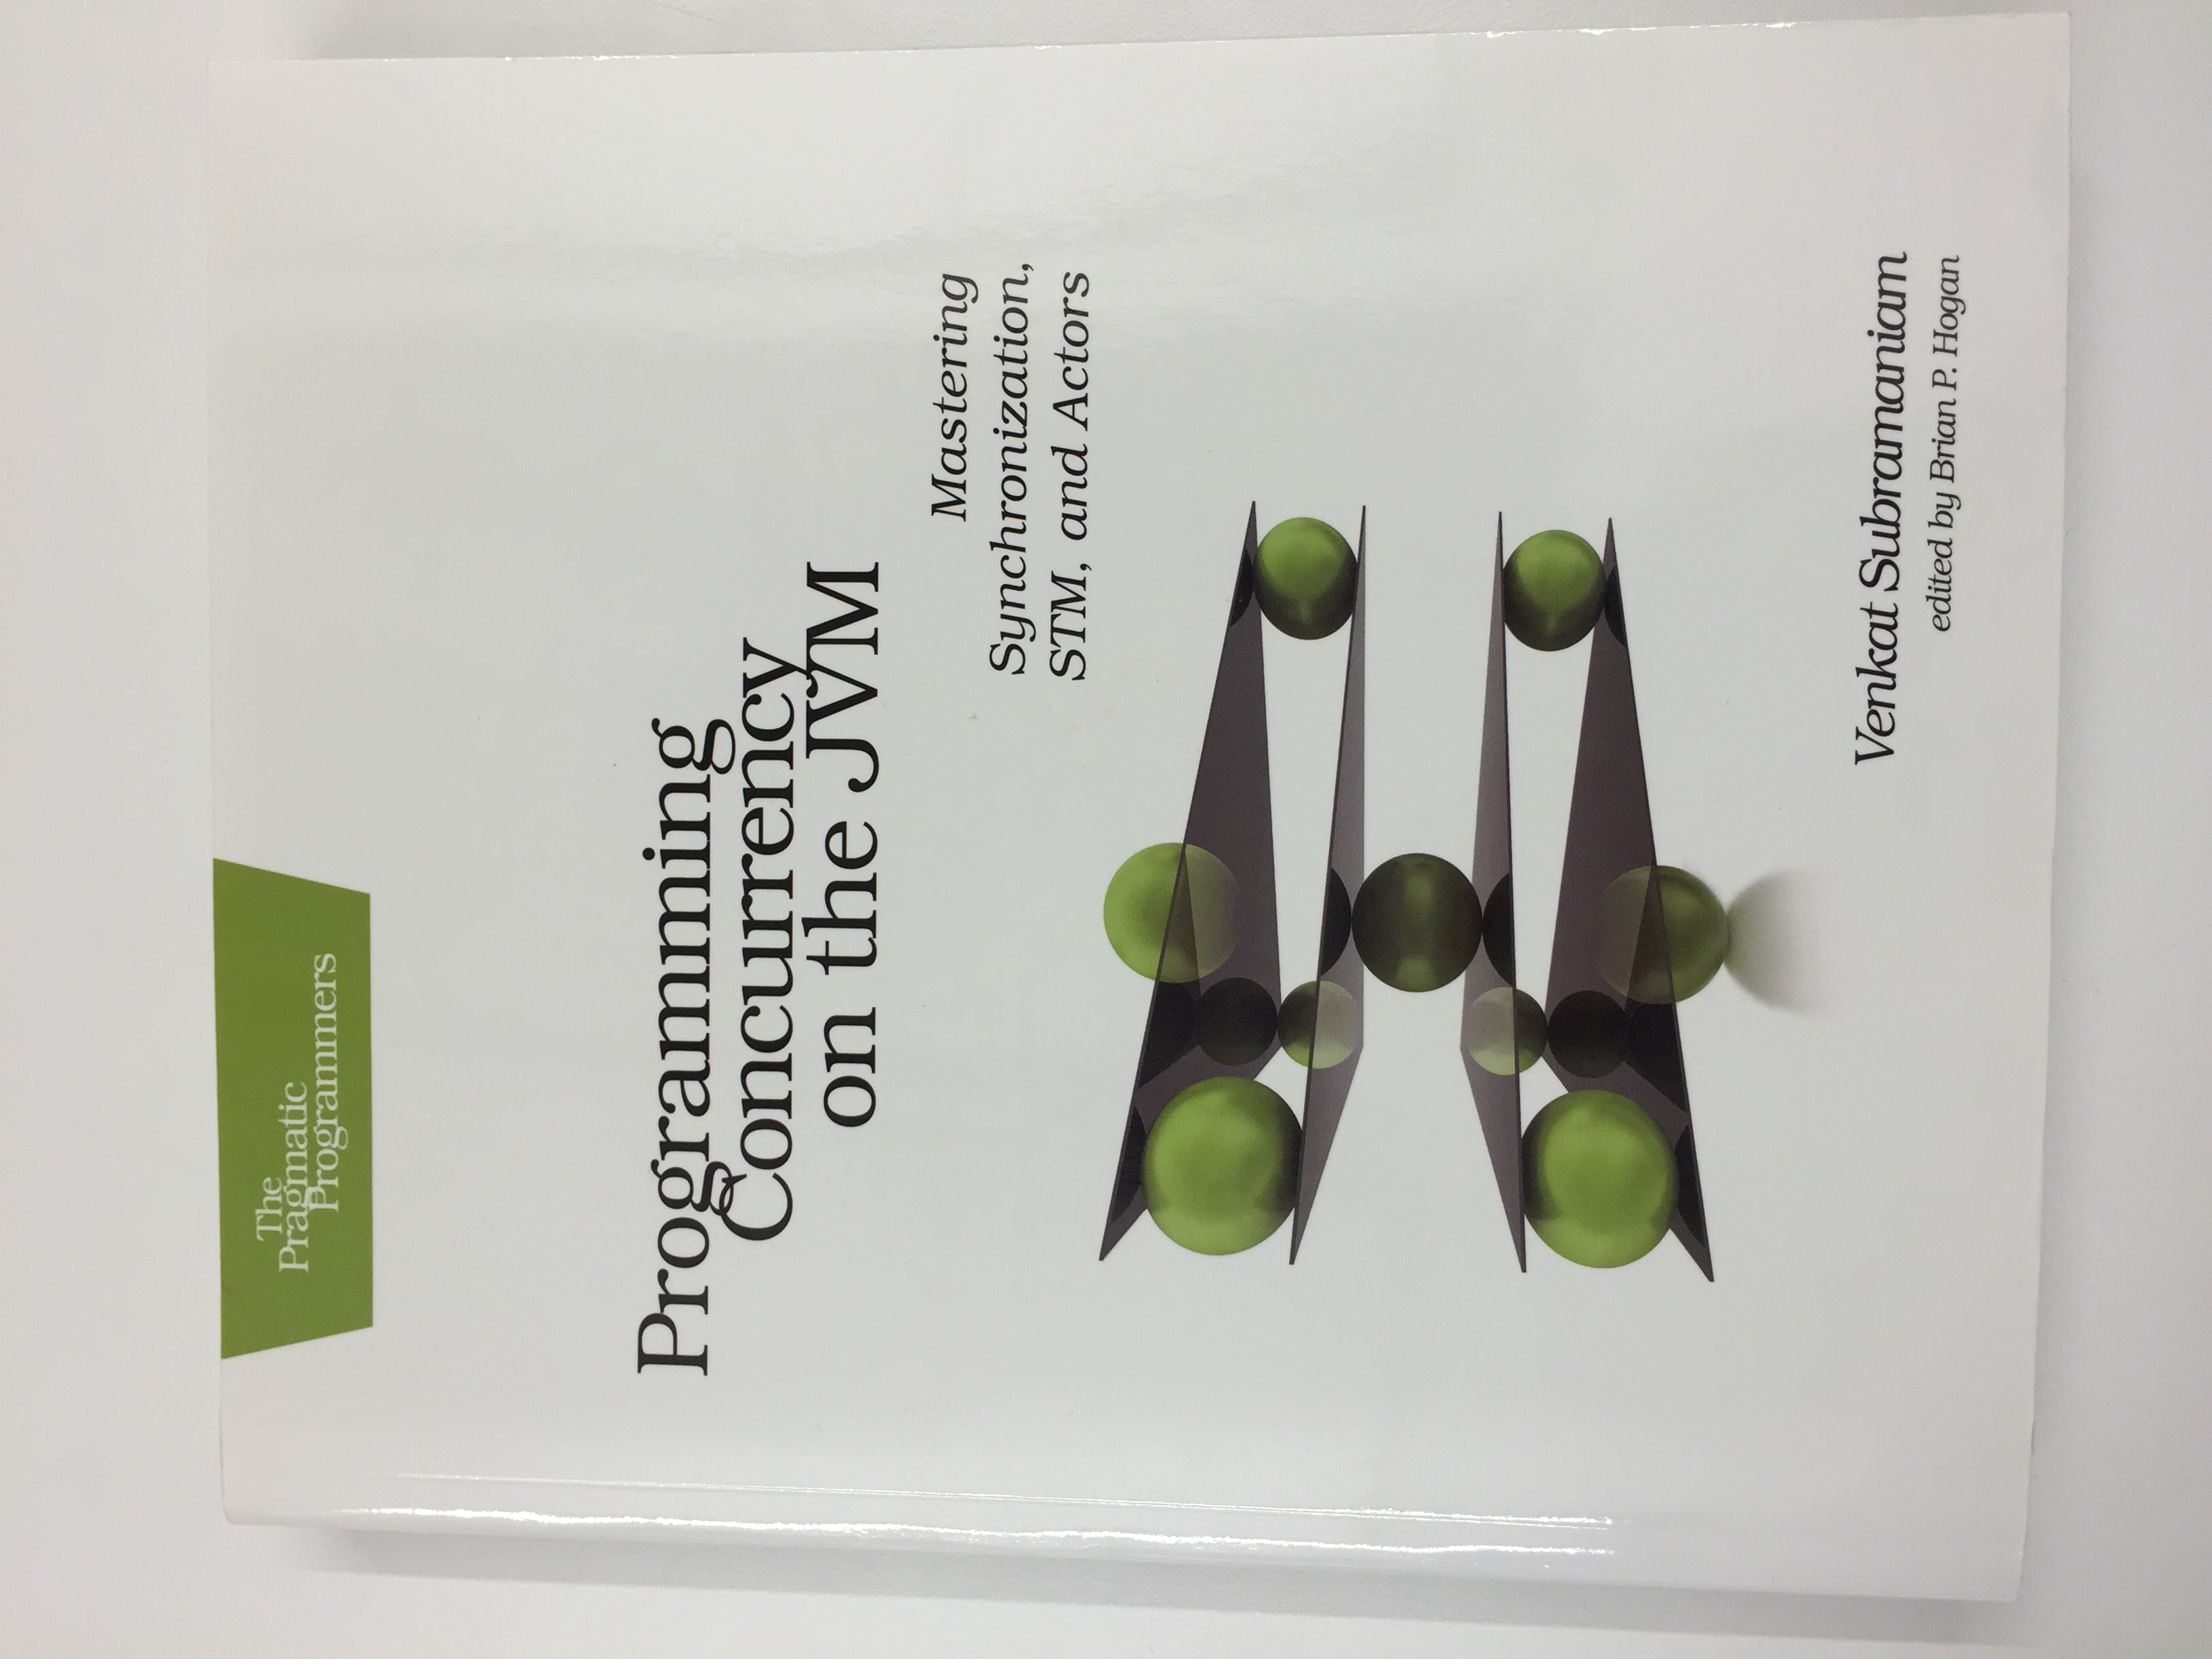 The
Pragmatic
Programmers
Programming
Concurrency
on the JVM
Mastering
Synchronization,
STM, and Actors
Venkat Subramaniam
edited by Brian P. Hogan